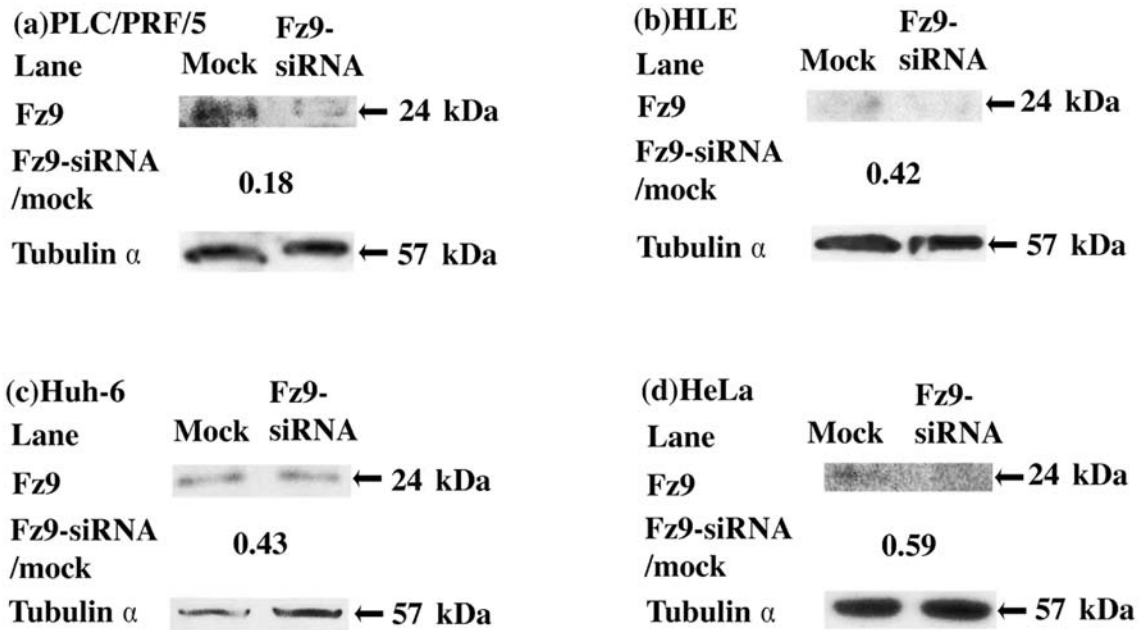 (a)PLC/PRF/5
Fz9-
siRNA
Lane
Mock
Fz9
24 kDa
Fz9-siRNA
/mock
0.18
Tubulin α
57 kDa
(b)HLE
Fz9-
siRNA
Lane
Mock
Fz9
24 kDa
Fz9-siRNA
/mock
0.42
Tubulin α
57 kDa
(c)Huh-6
Fz9-
siRNA
Lane
Mock
Fz9
24 kDa
Fz9-siRNA
/mock
0.43
Tubulin α
57 kDa
(d)HeLa
Fz9-
siRNA
Lane
Mock
Fz9
24 kDa
Fz9-siRNA
/mock
0.59
Tubulin α
57 kDa